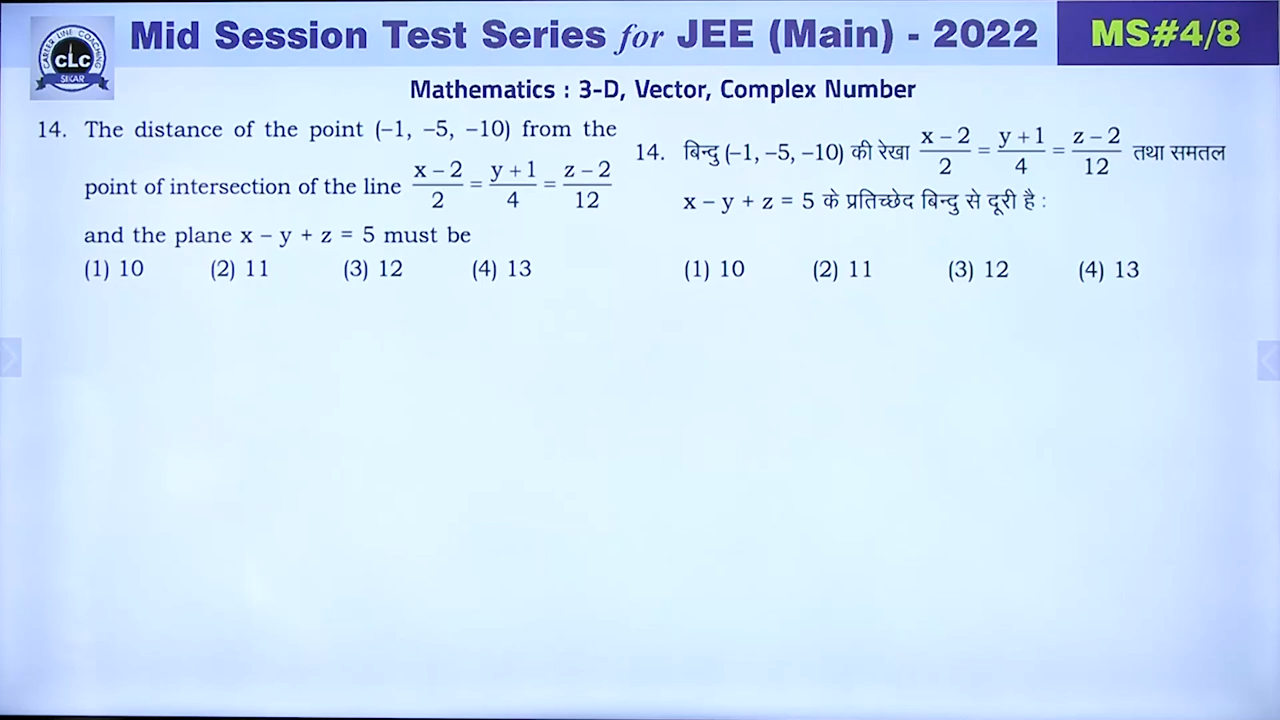 CAREER LINE COACHING
CLC
SIKAR
Mid Session Test Series for JEE (Main) - 2022
MS#4/8
Mathematics : 3-D, Vector, Complex Number
14. The distance of the point (–1, –5, –10) from the
point of intersection of the line (x – 2)/2 = (y + 1)/4 = (z – 2)/12
and the plane x – y + z = 5 must be
(1) 10 (2) 11 (3) 12 (4) 13
14. बिन्दु (–1, –5, –10) की रेखा (x – 2)/2 = (y + 1)/4 = (z – 2)/12 तथा समतल
x – y + z = 5 के प्रतिच्छेद बिन्दु से दूरी है :
(1) 10 (2) 11 (3) 12 (4) 13